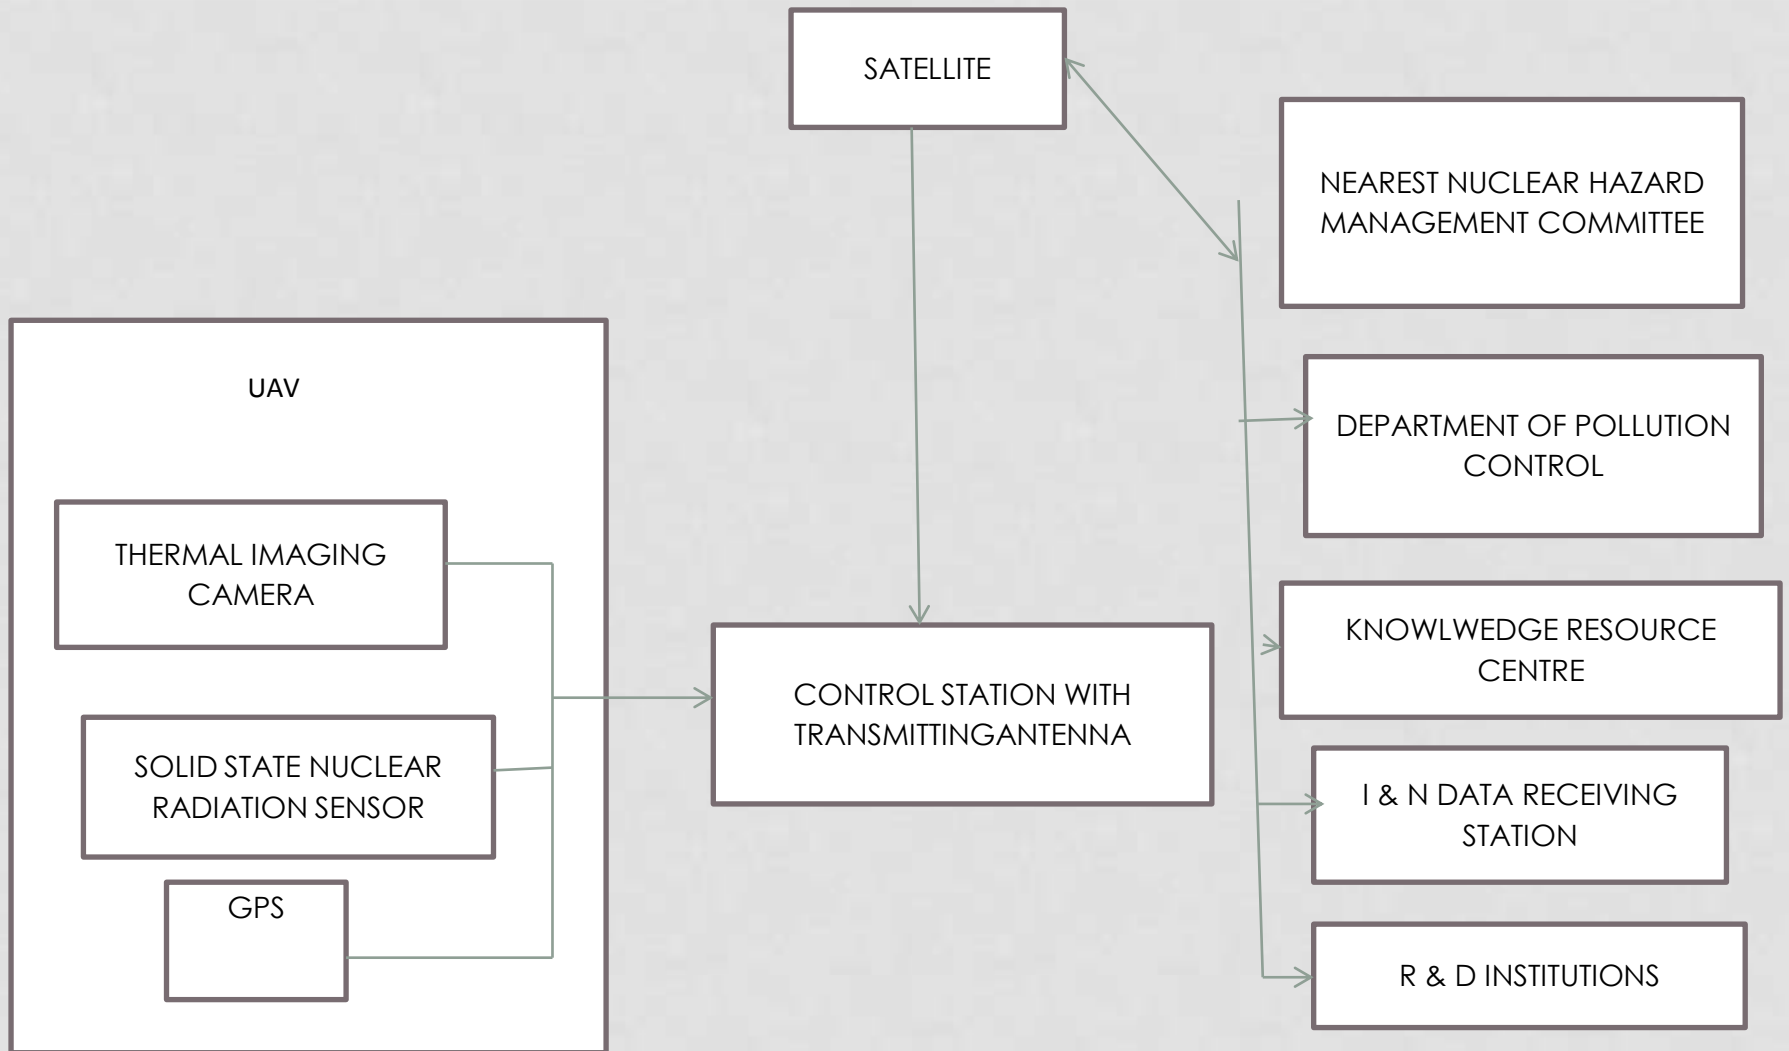 SATELLITE
NEAREST NUCLEAR HAZARD
MANAGEMENT COMMITTEE
UAV
DEPARTMENT OF POLLUTION
CONTROL
THERMAL IMAGING
CAMERA
KNOWLWEDGE RESOURCE
CENTRE
CONTROL STATION WITH
TRANSMITTINGANTENNA
SOLID STATE NUCLEAR
RADIATION SENSOR
I & N DATA RECEIVING
STATION
GPS
R & D INSTITUTIONS